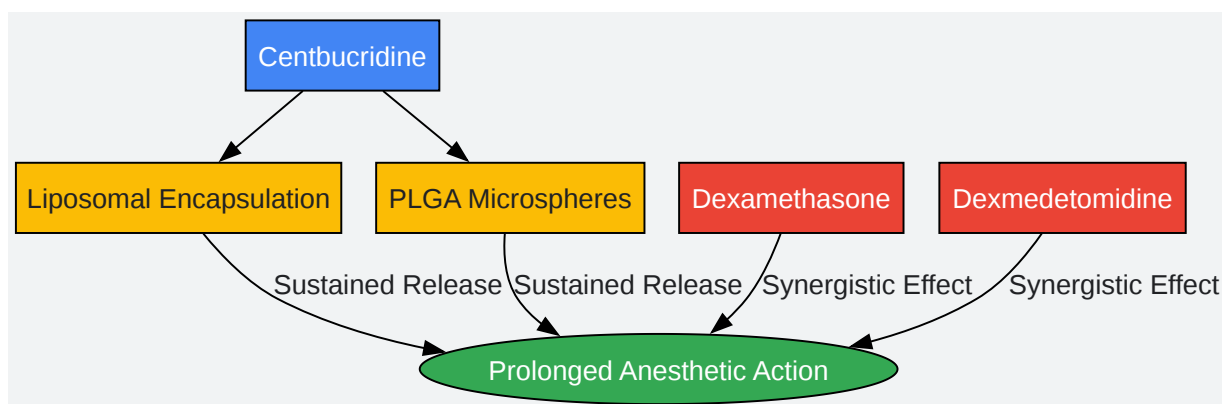 Centbucridine
Liposomal Encapsulation
PLGA Microspheres
Dexamethasone
Dexmedetomidine
Sustained Release
Sustained Release
Synergistic Effect
Synergistic Effect
Prolonged Anesthetic Action